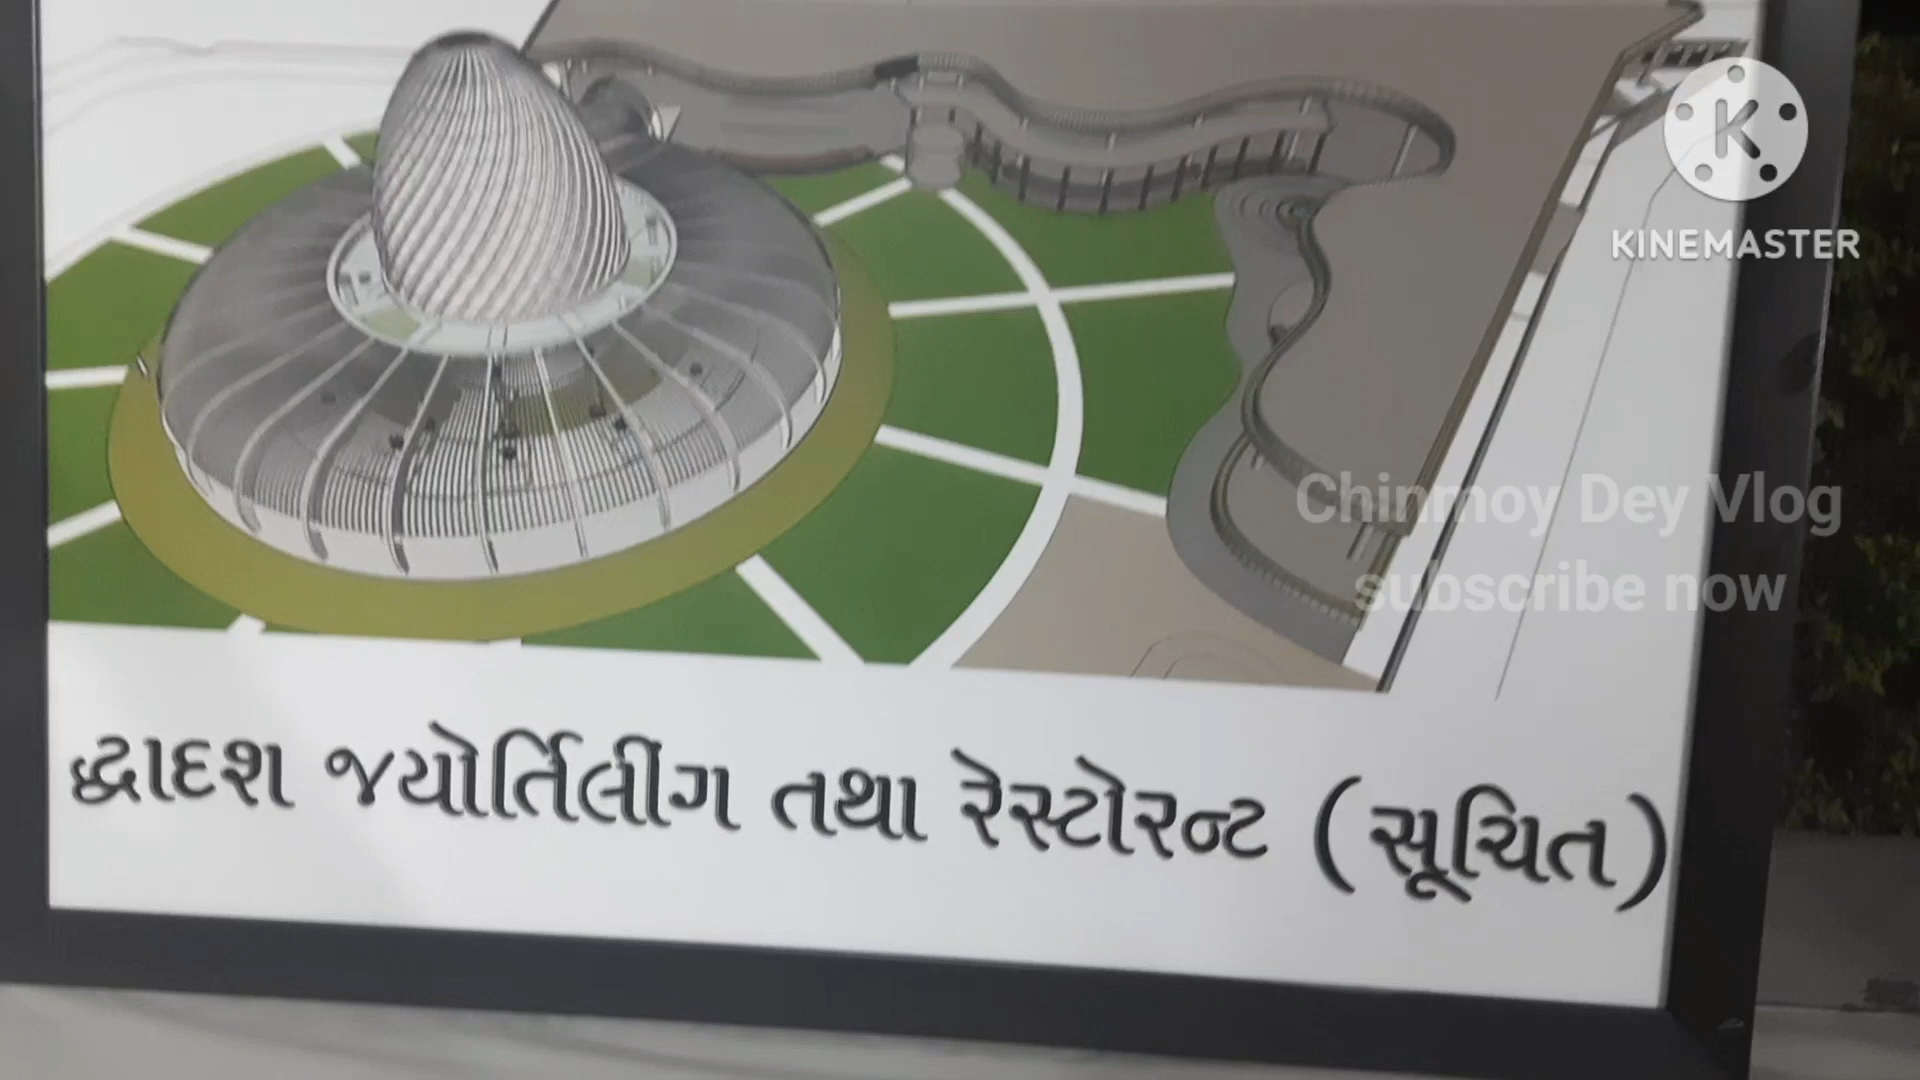 K
KINEMASTER
Chinmoy Dey Vlog
subscribe now
દ્વાદશ જયોર્તિલીંગ તથા રેસ્ટોરન્ટ (સૂચિત)